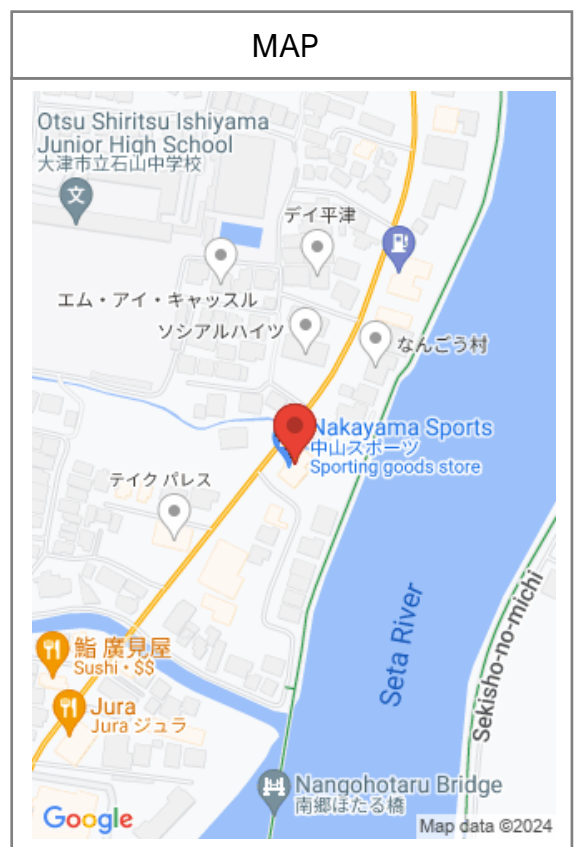 MAP
Otsu Shiritsu Ishiyama
Junior High School
大津市立石山中学校
文
デイ平津
エム・アイ・キャッスル
ソシアルハイツ
なんごう村
Nakayama Sports
中山スポーツ
Sporting goods store
テイク パレス
Seta River
Sekisho-no-michi
鮨 廣見屋
Sushi・$$
Jura
Jura ジュラ
Nangohotaru Bridge
南郷ほたる橋
Google
Map data ©2024